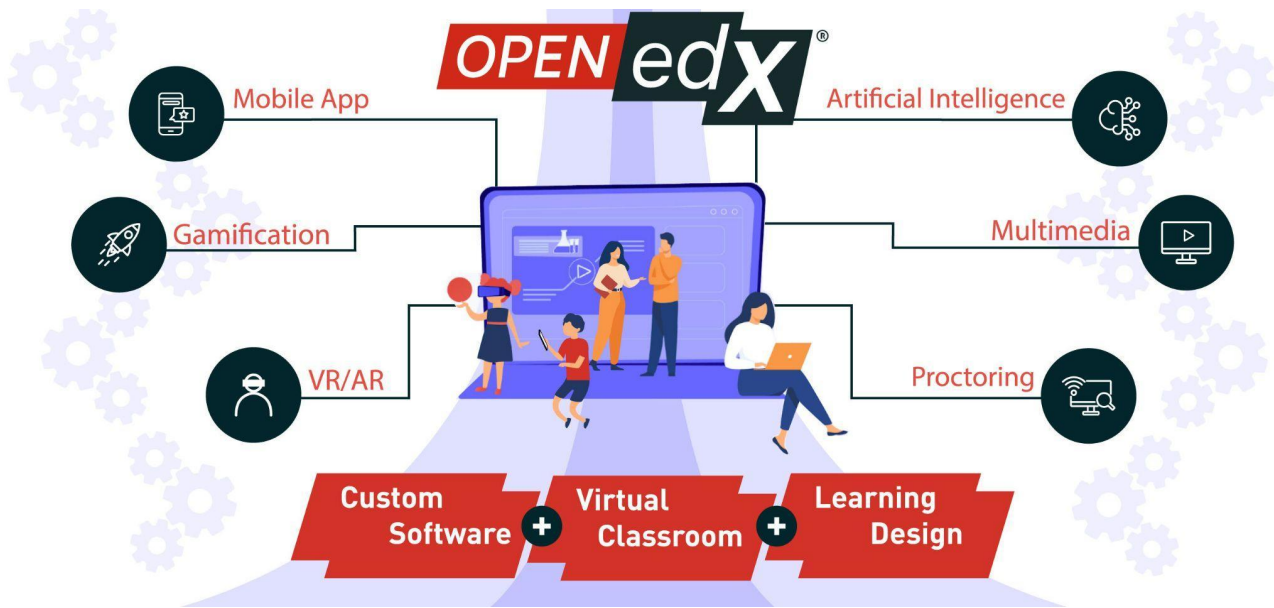 OPEN edX®
Mobile App
Artificial Intelligence
Gamification
Multimedia
VR/AR
Proctoring
Custom
Software
+
Virtual
Classroom
+
Learning
Design